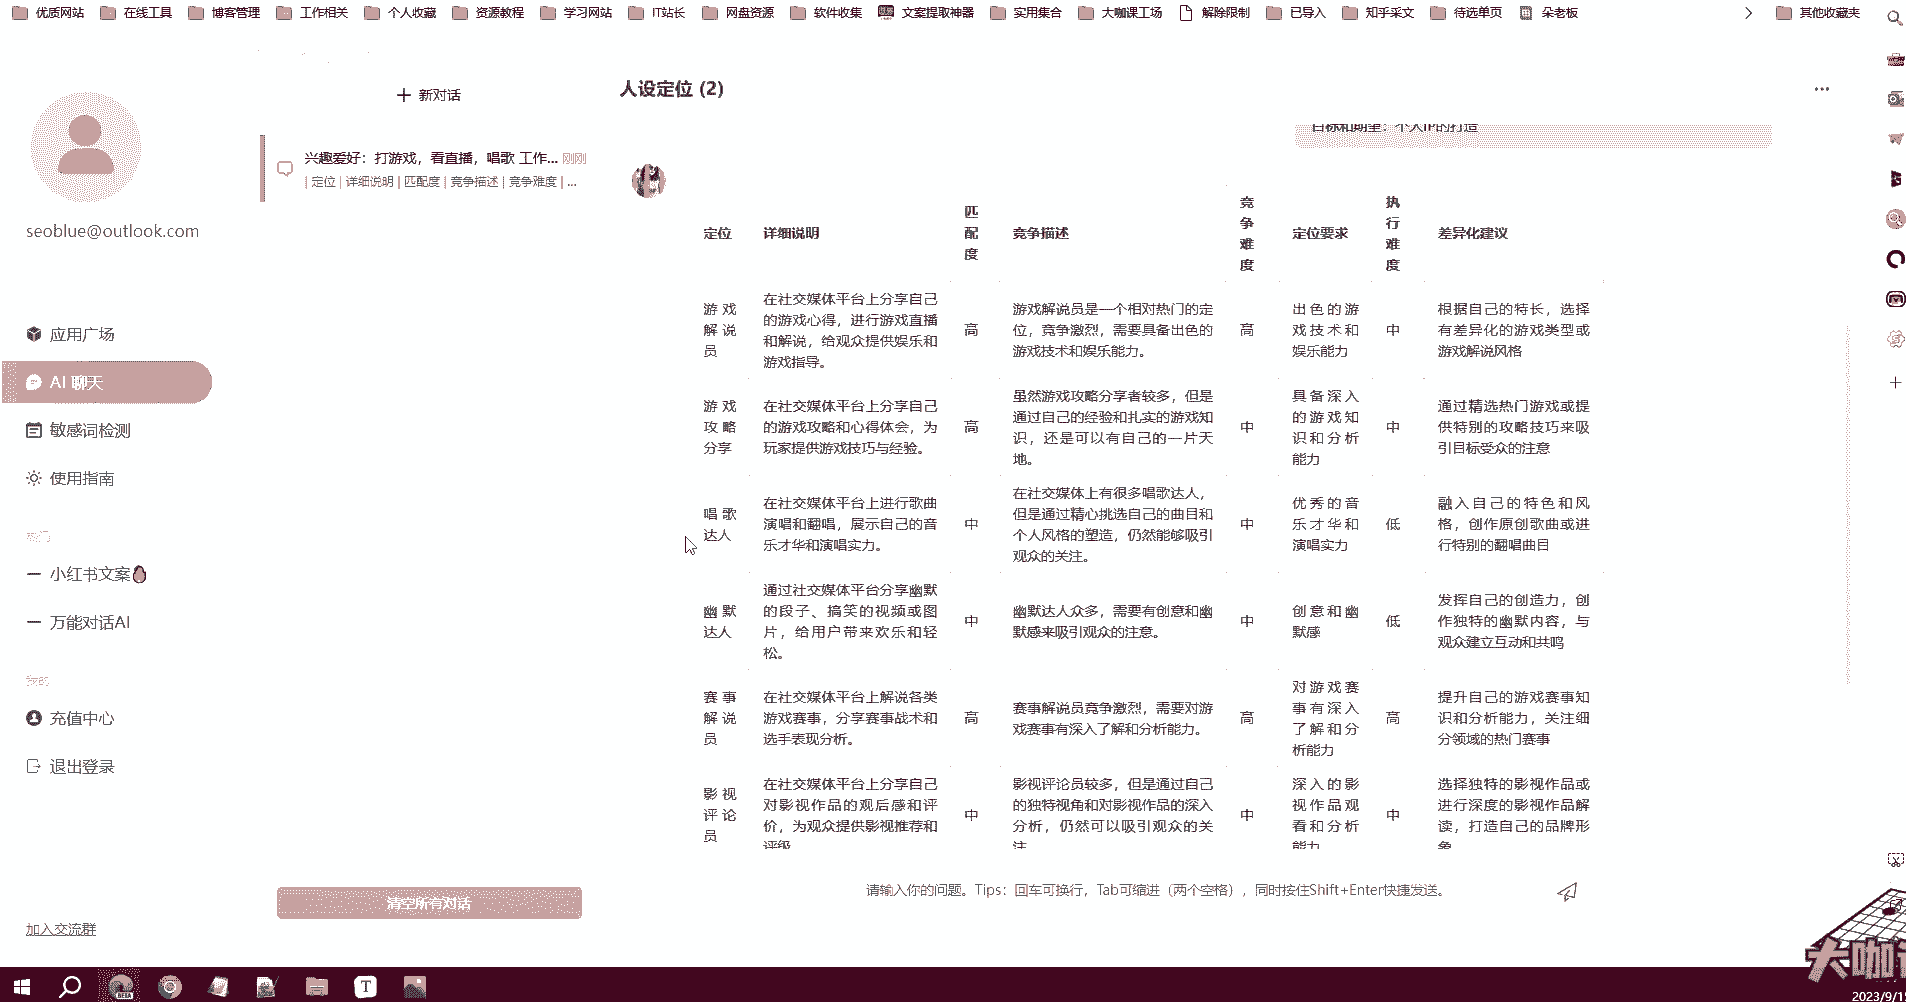 优质网站 在线工具 博客管理 工作相关 个人收藏 资源教程 学习网站 IT站长 网盘资源 软件收集 文案提取神器 实用集合 大咖课工场 解除限制 已导入 知乎采文 待选单页 朵老板 其他收藏夹
人设定位 (2)
新对话
目标和期望：个人IP的打造
兴趣爱好：打游戏，看直播，唱歌 工作... 刚刚
| 定位 | 详细说明 | 匹配度 | 竞争描述 | 竞争难度 | ...
seoblue@outlook.com
应用广场
AI 聊天
敏感词检测
使用指南
小红书文案
万能对话AI
充值中心
退出登录
加入交流群
清空所有对话
定位 详细说明 匹配度 竞争描述 竞争难度 定位要求 执行难度 差异化建议
游戏解说员
在社交媒体平台上分享自己
的游戏心得，进行游戏直播
和解说，给观众提供娱乐和
游戏指导。
高
游戏解说员是一个相对热门的定
位，竞争激烈，需要具备出色的
游戏技术和娱乐能力。
高
出色的游
戏技术和
娱乐能力
中
根据自己的特长，选择
有差异化的游戏类型或
游戏解说风格
游戏攻略分享
在社交媒体平台上分享自己
的游戏攻略和心得体会，为
玩家提供游戏技巧与经验。
高
虽然游戏攻略分享者较多，但是
通过自己的经验和扎实的游戏知
识，还是可以有自己的一片天
地。
中
具备深入
的游戏知
识和分析
能力
中
通过精选热门游戏或提
供特别的攻略技巧来吸
引目标受众的注意
唱歌达人
在社交媒体平台上进行歌曲
演唱和翻唱，展示自己的音
乐才华和演唱实力。
中
在社交媒体上有很多唱歌达人，
但是通过精心挑选自己的曲目和
个人风格的塑造，仍然能够吸引
观众的关注。
中
优秀的音
乐才华和
演唱实力
低
融入自己的特色和风
格，创作原创歌曲或进
行特别的翻唱曲目
幽默达人
通过社交媒体平台分享幽默
的段子、搞笑的视频或图
片，给用户带来欢乐和轻
松。
中
幽默达人众多，需要有创意和幽
默感来吸引观众的注意。
中
创意和幽
默感
低
发挥自己的创造力，创
作独特的幽默内容，与
观众建立互动和共鸣
赛事解说员
在社交媒体平台上解说各类
游戏赛事，分享赛事战术和
选手表现分析。
高
赛事解说员竞争激烈，需要对游
戏赛事有深入了解和分析能力。
高
对游戏赛
事有深入
了解和分
析能力
高
提升自己的游戏赛事知
识和分析能力，关注细
分领域的热门赛事
影视评论员
在社交媒体平台上分享自己
对影视作品的观后感和评
价，为观众提供影视推荐和
评级
中
影视评论员较多，但是通过自己
的独特视角和对影视作品的深入
分析，仍然可以吸引观众的关
注
中
深入的影
视作品观
看和分析
能力
中
选择独特的影视作品或
进行深度的影视作品解
读，打造自己的品牌形
象
请输入你的问题。Tips：回车可换行，Tab可缩进（两个空格），同时按住Shift+Enter快捷发送。
大咖
BETA
T
2023/9/15